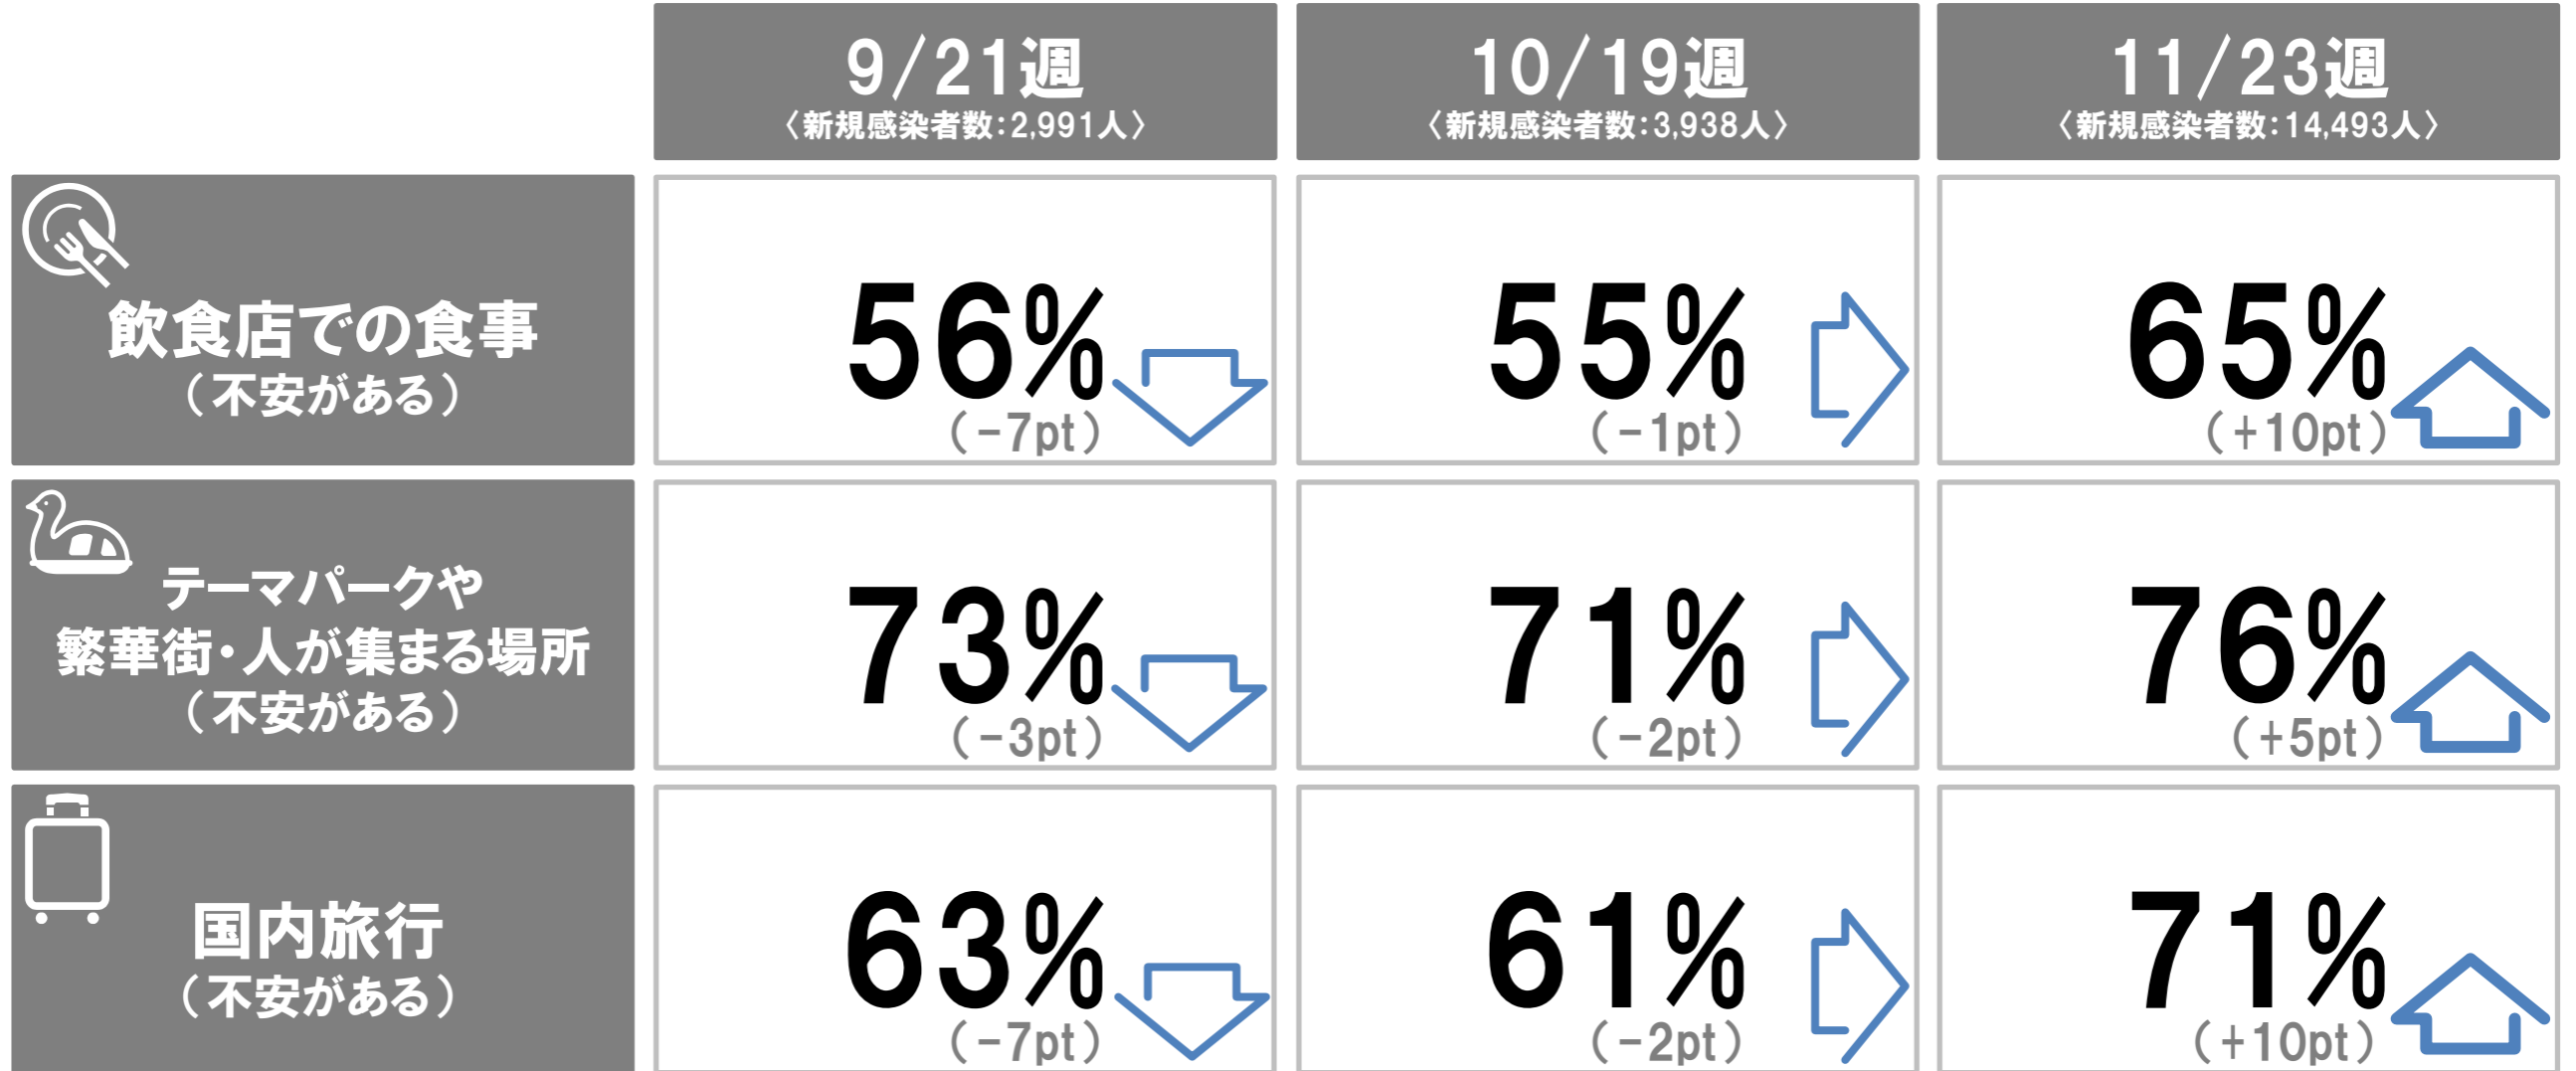 9/21週
〈新規感染者数：2,991人〉
10/19週
〈新規感染者数：3,938人〉
11/23週
〈新規感染者数：14,493人〉
飲食店での食事
（不安がある）
56%
（-7pt）
55%
（-1pt）
65%
（+10pt）
テーマパークや
繁華街・人が集まる場所
（不安がある）
73%
（-3pt）
71%
（-2pt）
76%
（+5pt）
国内旅行
（不安がある）
63%
（-7pt）
61%
（-2pt）
71%
（+10pt）